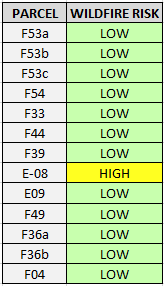 PARCEL WILDFIRE RISK
F53a LOW
F53b LOW
F53c LOW
F54 LOW
F33 LOW
F44 LOW
F39 LOW
E-08 HIGH
E09 LOW
F49 LOW
F36a LOW
F36b LOW
F04 LOW